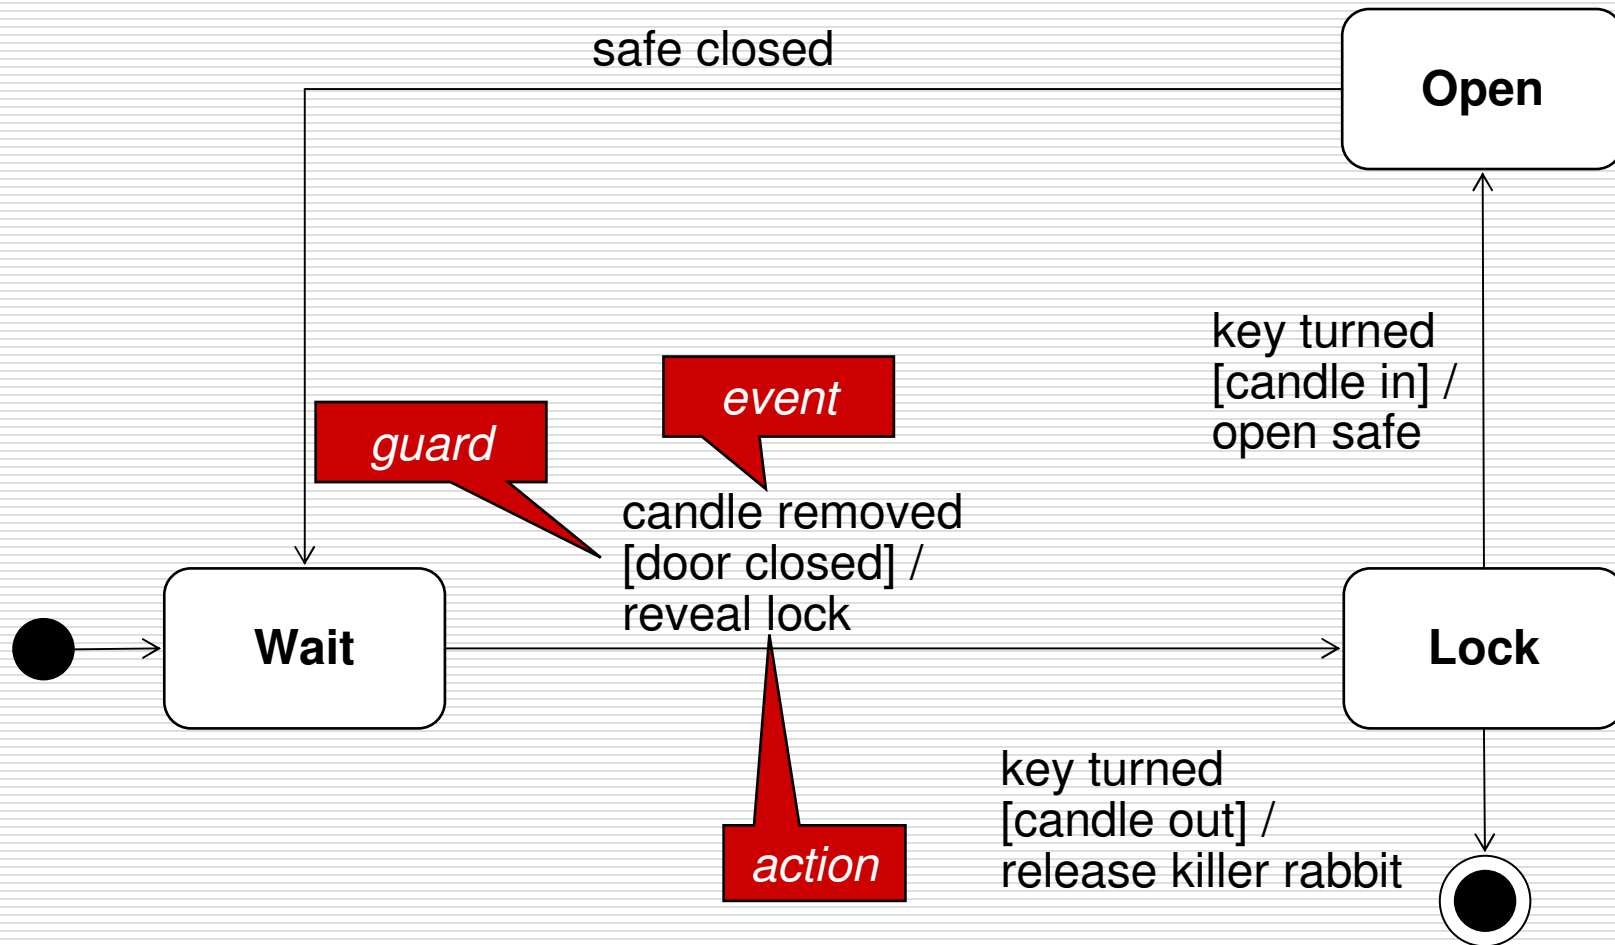 safe closed
Open
key turned
[candle in] /
open safe
event
guard
candle removed
[door closed] /
reveal lock
Wait
Lock
key turned
[candle out] /
release killer rabbit
action